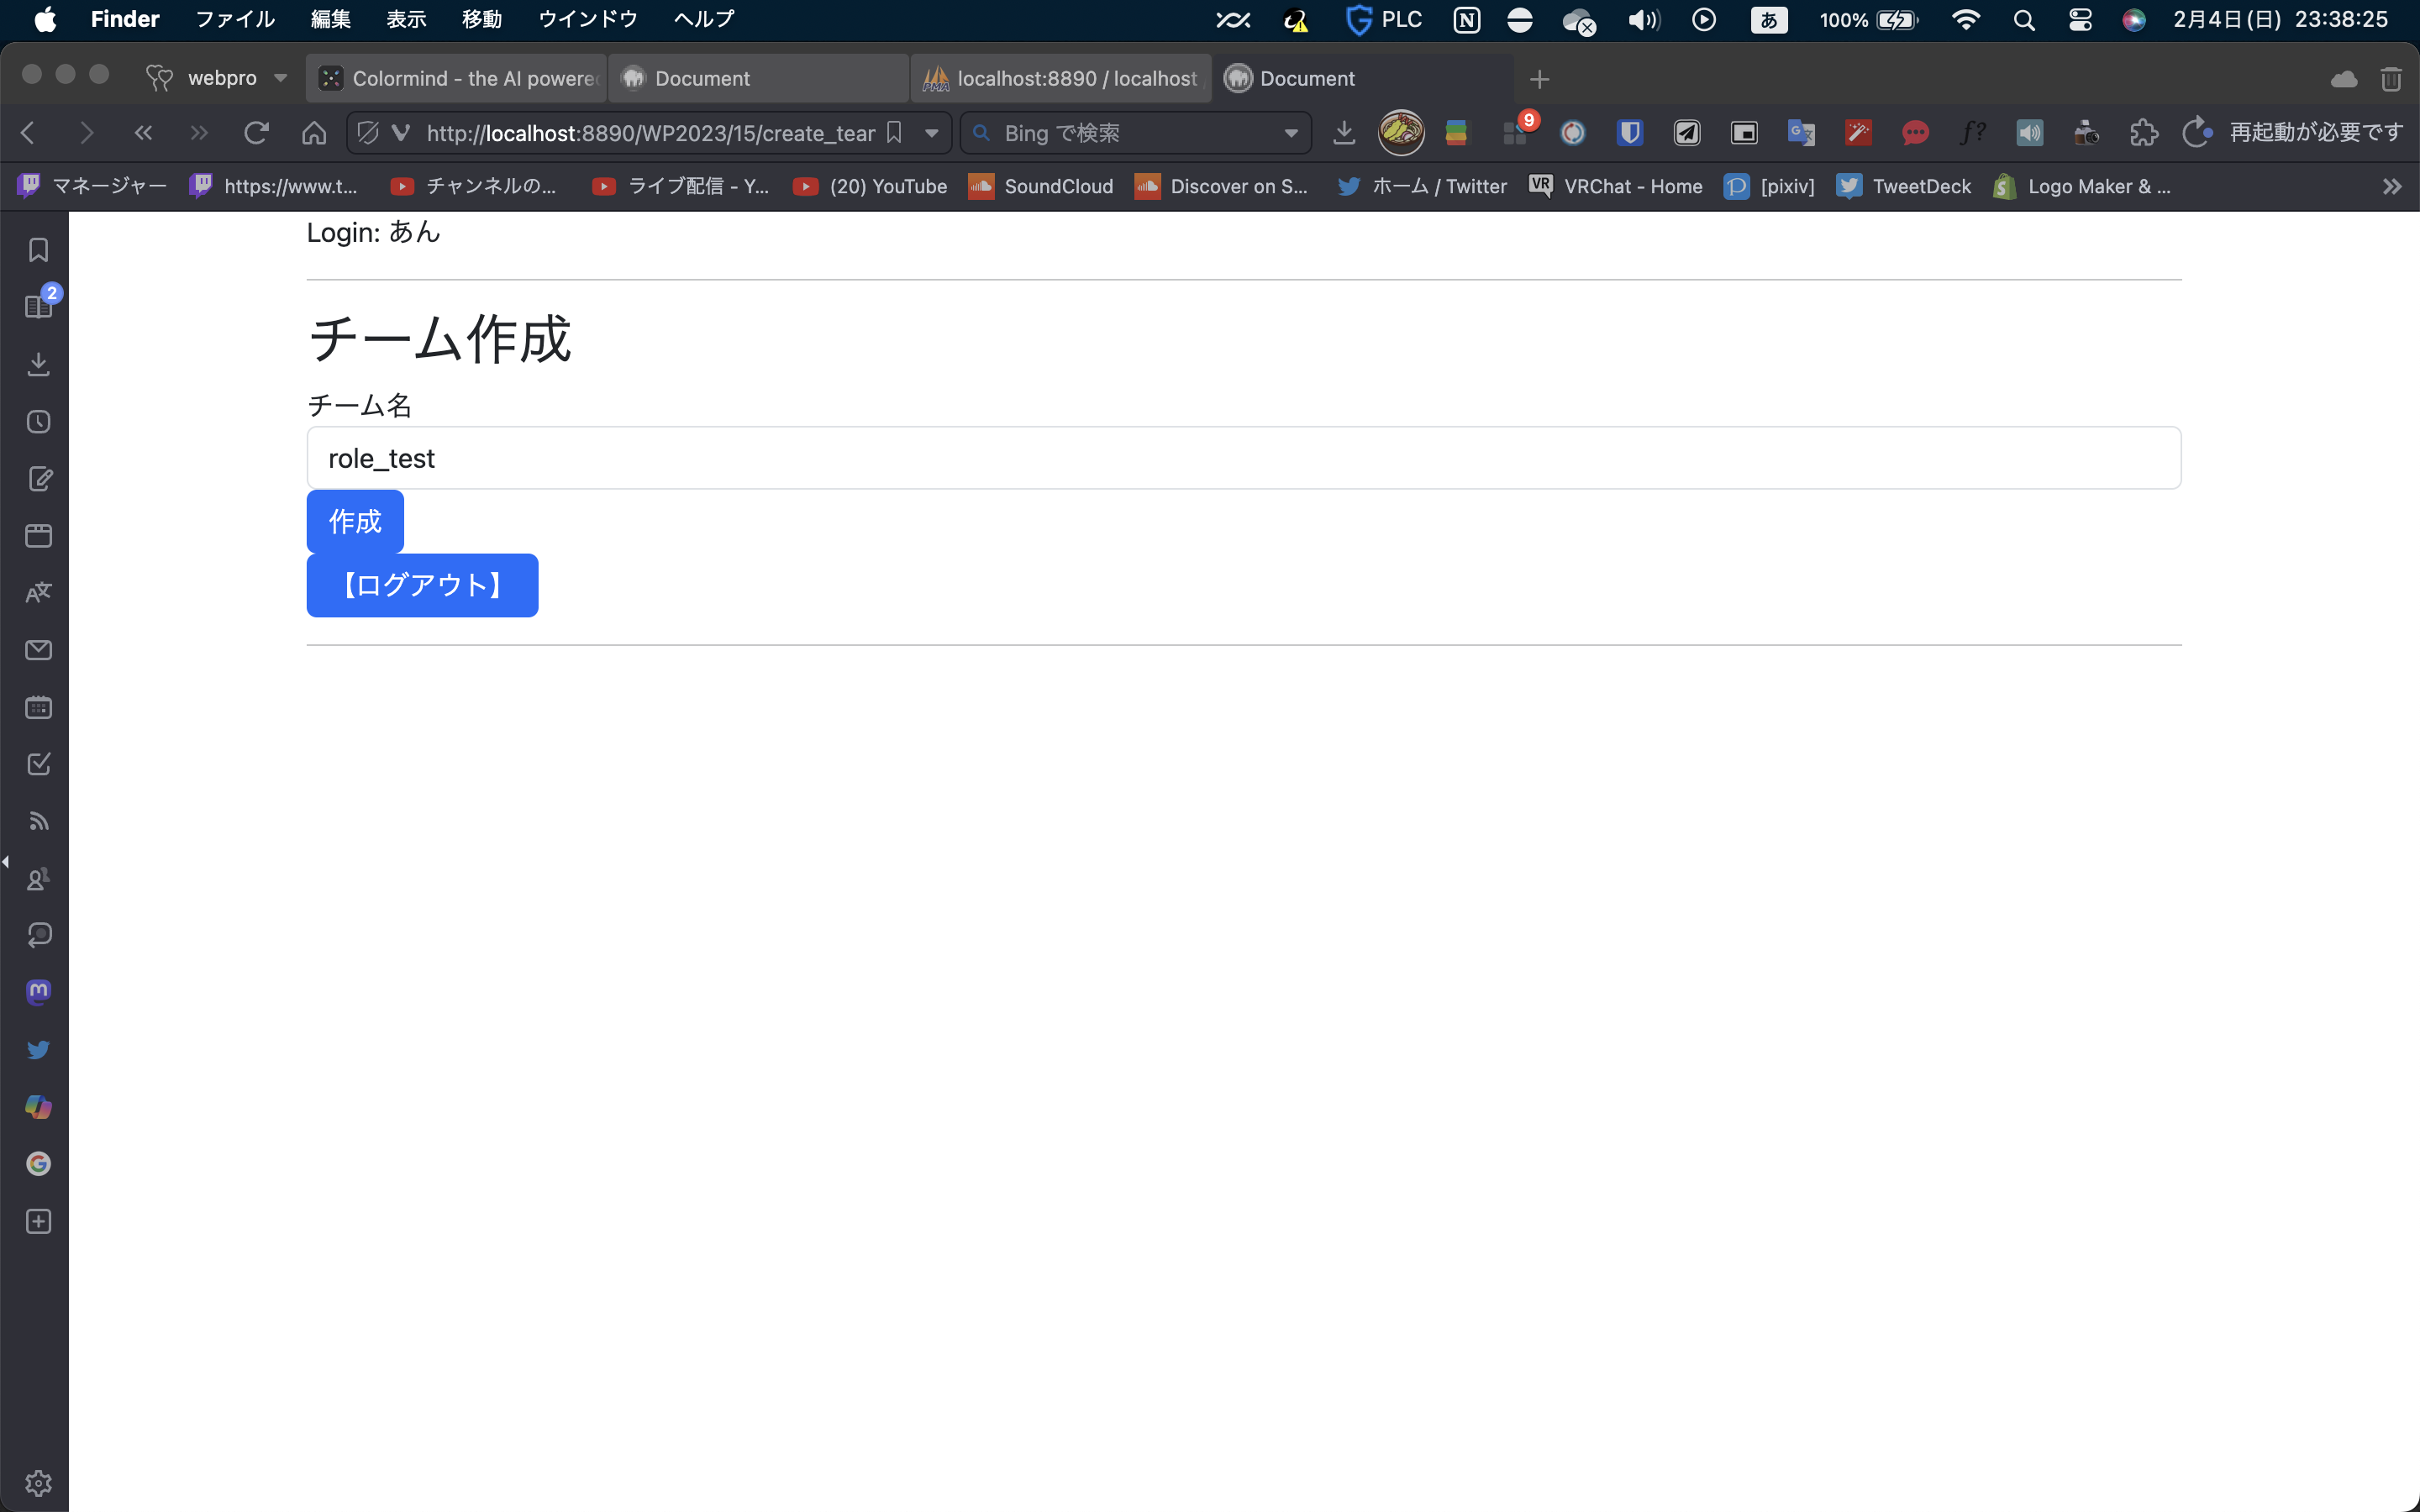 Finder ファイル 編集 表示 移動 ウインドウ ヘルプ PLC あ 100% 2月4日(日) 23:38:25
webpro Colormind - the AI powere Document localhost:8890 / localhost Document
http://localhost:8890/WP2023/15/create_tear Bing で検索 9 再起動が必要です
マネージャー https://www.t... チャンネルの... ライブ配信 - Y... (20) YouTube SoundCloud Discover on S... ホーム / Twitter VRChat - Home [pixiv] TweetDeck Logo Maker & ...
2
Login: あん
チーム作成
チーム名
role_test
作成
【ログアウト】